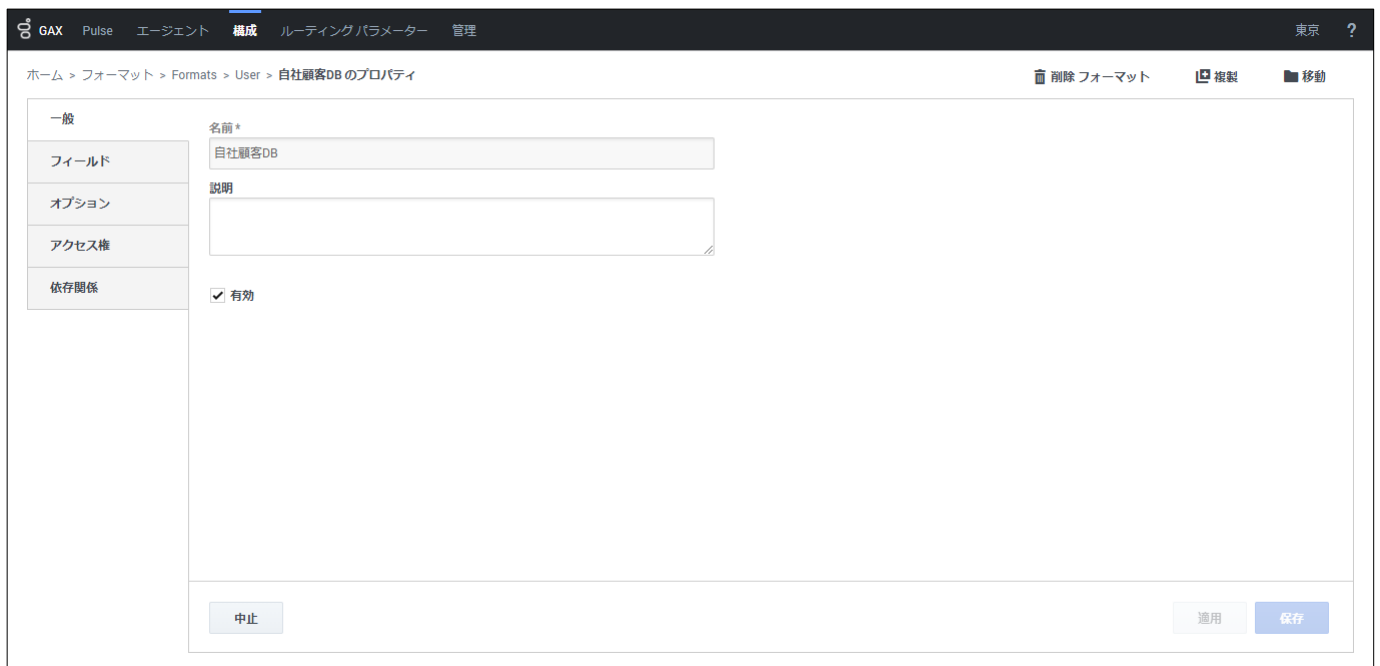 GAX Pulse エージェント 構成 ルーティング パラメーター 管理 東京 ?
ホーム > フォーマット > Formats > User > 自社顧客DB のプロパティ 削除 フォーマット 複製 移動
一般
フィールド
オプション
アクセス権
依存関係
名前*
自社顧客DB
説明
有効
中止 適用 保存